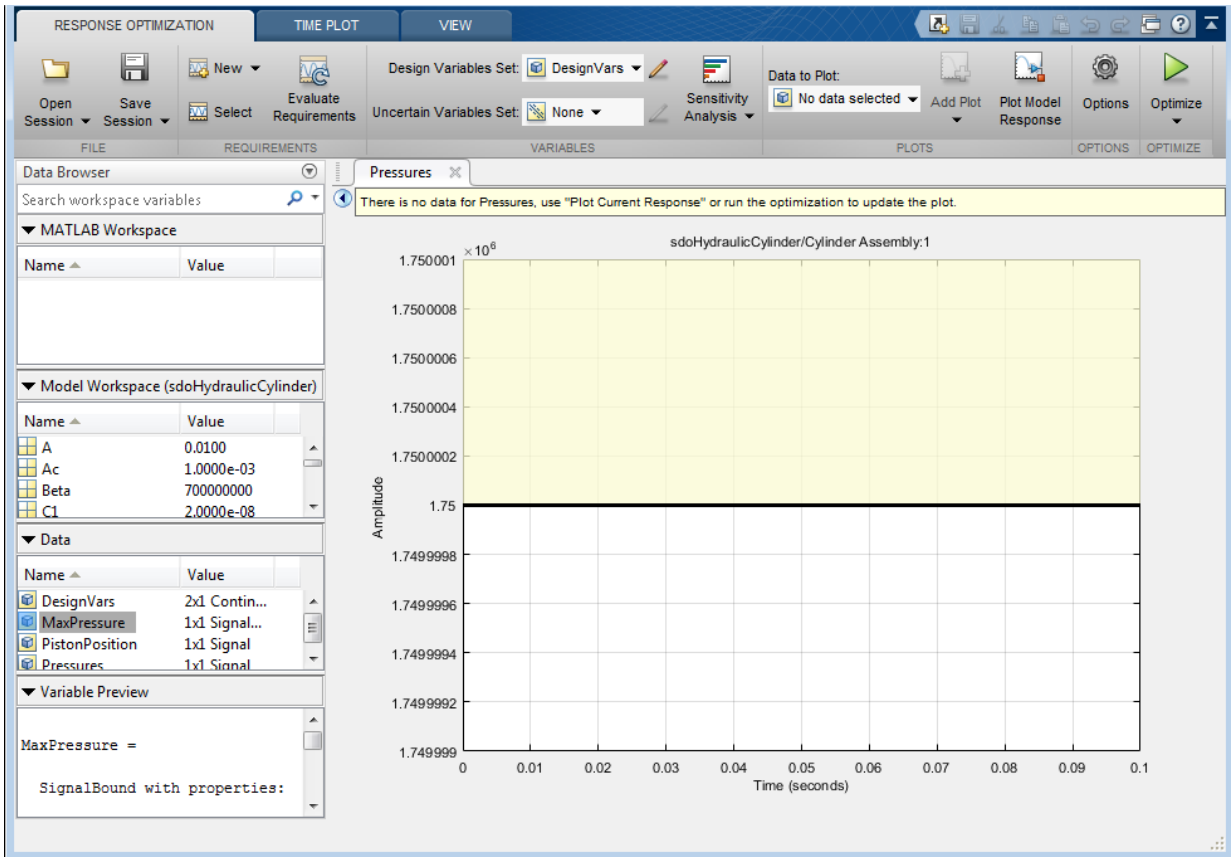 RESPONSE OPTIMIZATION TIME PLOT VIEW
Open Session
Save Session
New
Select
Evaluate Requirements
Design Variables Set: DesignVars
Uncertain Variables Set: None
Sensitivity Analysis
Data to Plot:
No data selected
Add Plot
Plot Model Response
Options
Optimize
FILE REQUIREMENTS VARIABLES PLOTS OPTIONS OPTIMIZE
Data Browser
Search workspace variables
MATLAB Workspace
Name Value
Model Workspace (sdoHydraulicCylinder)
Name Value
A 0.0100
Ac 1.0000e-03
Beta 700000000
C1 2.0000e-08
Data
Name Value
DesignVars 2x1 Contin...
MaxPressure 1x1 Signal...
PistonPosition 1x1 Signal
Pressures 1x1 Signal
Variable Preview
MaxPressure =
SignalBound with properties:
Pressures
There is no data for Pressures, use "Plot Current Response" or run the optimization to update the plot.
sdoHydraulicCylinder/Cylinder Assembly:1
×10⁶
1.750001
1.7500008
1.7500006
1.7500004
1.7500002
1.75
1.7499998
1.7499996
1.7499994
1.7499992
1.749999
Amplitude
0 0.01 0.02 0.03 0.04 0.05 0.06 0.07 0.08 0.09 0.1
Time (seconds)